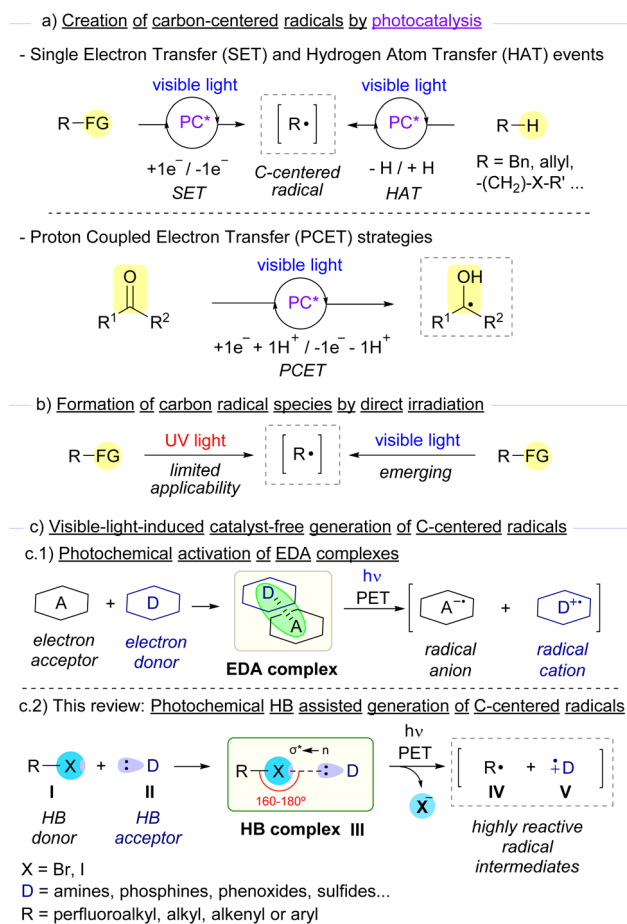 a) Creation of carbon-centered radicals by photocatalysis
- Single Electron Transfer (SET) and Hydrogen Atom Transfer (HAT) events
visible light visible light
R–FG PC* [R•] PC* R–H
+1e⁻ / -1e⁻ C-centered - H / + H R = Bn, allyl,
SET radical HAT -(CH₂)-X-R' ...
- Proton Coupled Electron Transfer (PCET) strategies
visible light
O OH
R¹ R² PC* R¹ • R²
+1e⁻ + 1H⁺ / -1e⁻ - 1H⁺
PCET
b) Formation of carbon radical species by direct irradiation
UV light visible light
R–FG [R•] R–FG
limited emerging
applicability
c) Visible-light-induced catalyst-free generation of C-centered radicals
c.1) Photochemical activation of EDA complexes
hν
A + D D A PET [A⁻• + D⁺•]
electron electron radical radical
acceptor donor anion cation
EDA complex
c.2) This review: Photochemical HB assisted generation of C-centered radicals
hν
σ* n PET
R–X + :D R–X :D [R• + ‡D]
I II 160-180º X⁻ IV V
HB HB HB complex III highly reactive
donor acceptor radical
intermediates
X = Br, I
D = amines, phosphines, phenoxides, sulfides...
R = perfluoroalkyl, alkyl, alkenyl or aryl